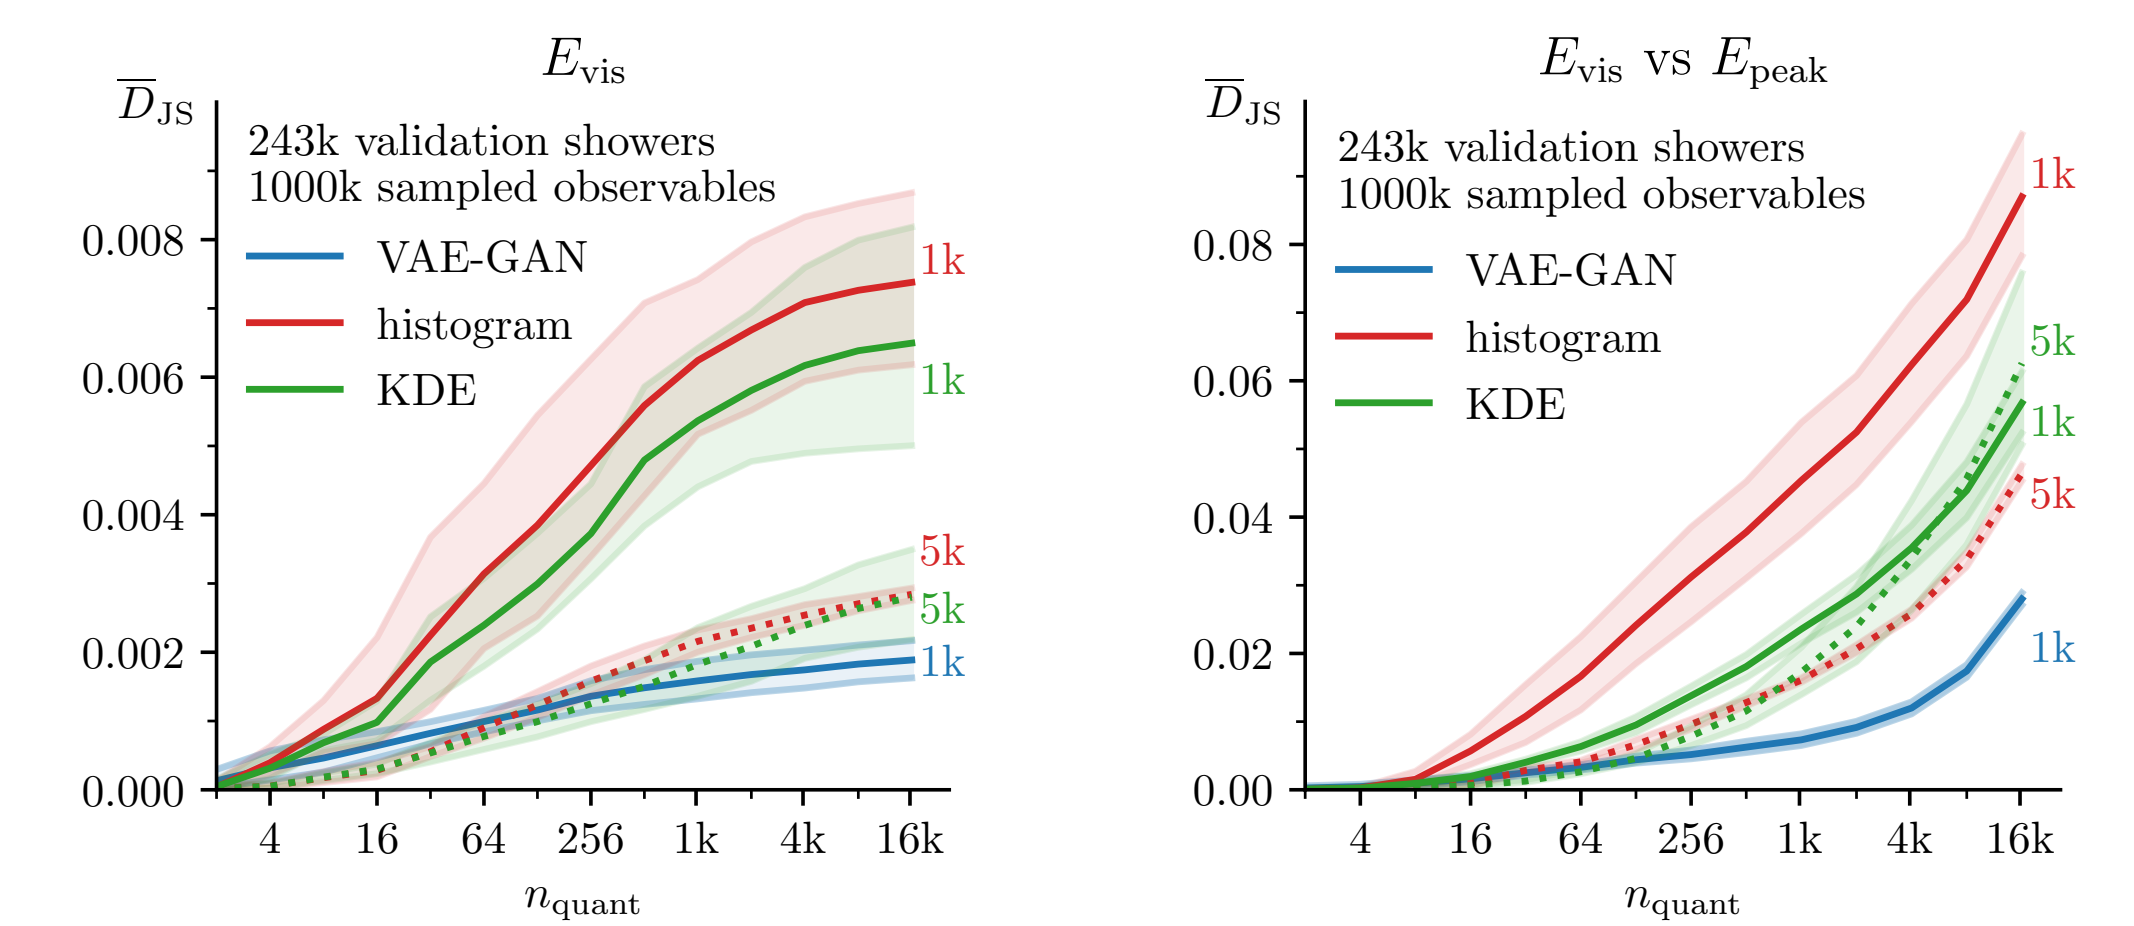 E_vis
D̅_JS
243k validation showers
1000k sampled observables
VAE-GAN
histogram
KDE
0.008
0.006
0.004
0.002
0.000
1k
1k
5k
5k
1k
4 16 64 256 1k 4k 16k
n_quant
E_vis vs E_peak
D̅_JS
243k validation showers
1000k sampled observables
VAE-GAN
histogram
KDE
0.08
0.06
0.04
0.02
0.00
1k
5k
1k
5k
1k
4 16 64 256 1k 4k 16k
n_quant